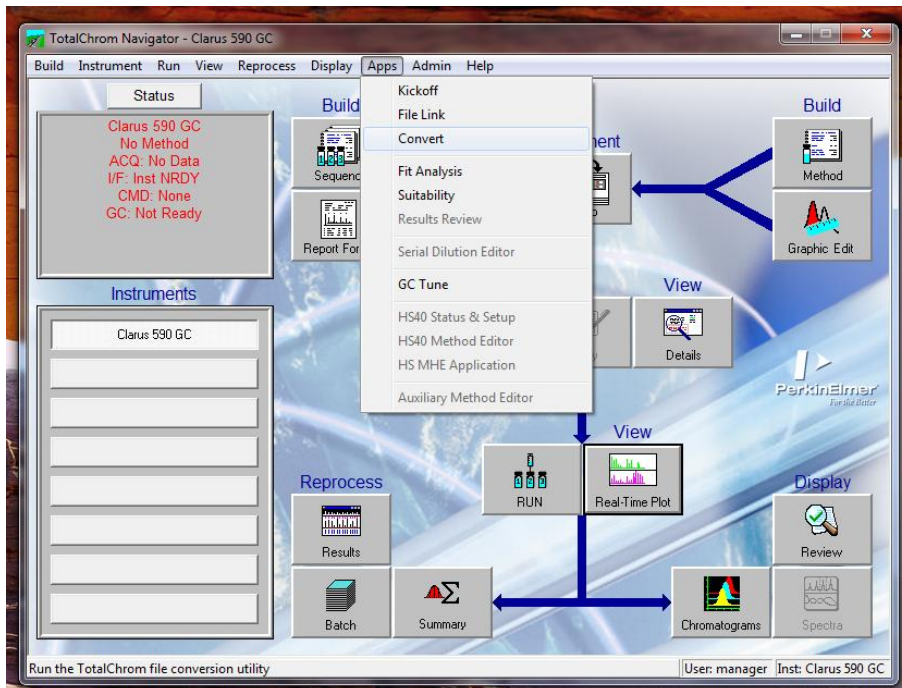 TotalChrom Navigator - Clarus 590 GC
Build Instrument Run View Reprocess Display Apps Admin Help
Status
Clarus 590 GC
No Method
ACQ: No Data
I/F: Inst NRDY
CMD: None
GC: Not Ready
Instruments
Clarus 590 GC
Build
Sequenc
Report For
Kickoff
File Link
Convert
Fit Analysis
Suitability
Results Review
Serial Dilution Editor
GC Tune
HS40 Status & Setup
HS40 Method Editor
HS MHE Application
Auxiliary Method Editor
ment
p
y
Build
Method
Graphic Edit
View
Details
PerkinElmer
For the Better
View
RUN
Real-Time Plot
Reprocess
Results
Batch
Summary
Display
Review
Chromatograms
Spectra
Run the TotalChrom file conversion utility
User: manager
Inst: Clarus 590 GC